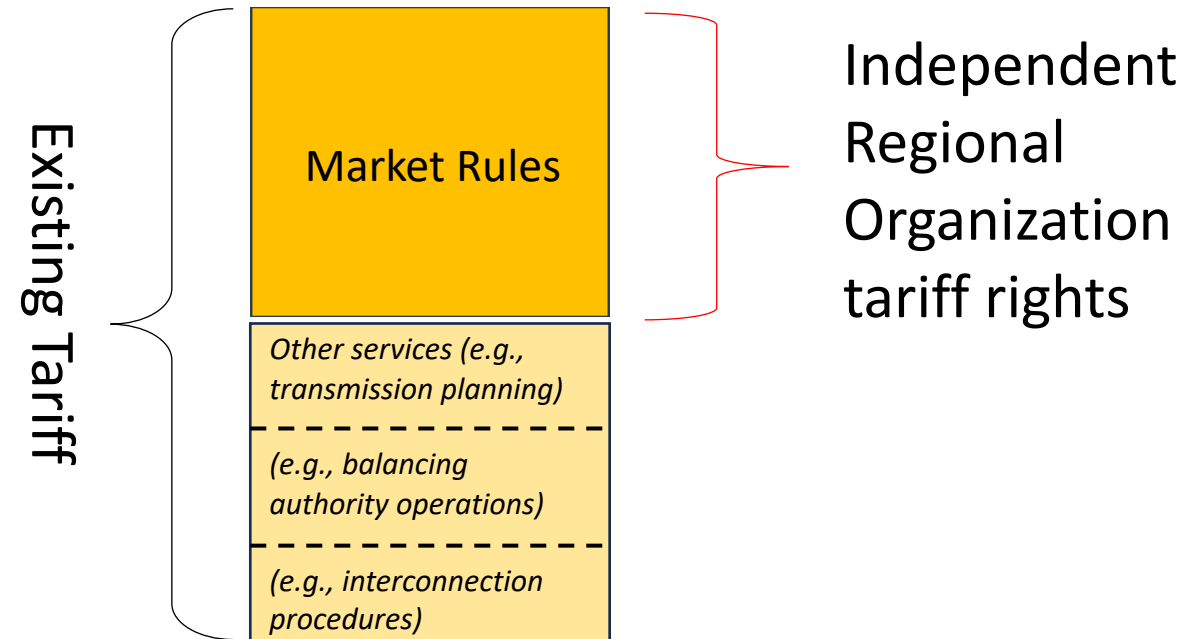 Existing Tariff
Market Rules
Independent
Regional
Organization
tariff rights
Other services (e.g.,
transmission planning)
(e.g., balancing
authority operations)
(e.g., interconnection
procedures)